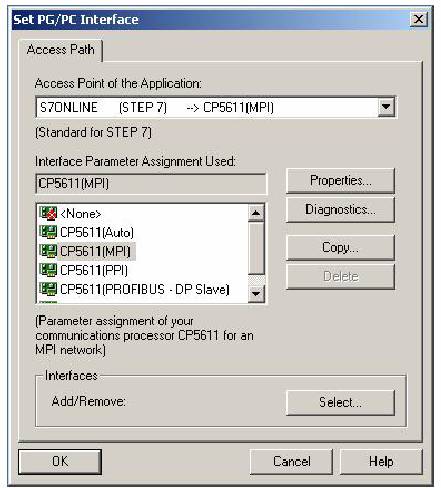 Set PG/PC Interface
Access Path
Access Point of the Application:
S7ONLINE (STEP 7) --> CP5611(MPI)
(Standard for STEP 7)
Interface Parameter Assignment Used:
CP5611(MPI)
Properties...
<None>
Diagnostics...
CP5611(Auto)
CP5611(MPI)
Copy...
CP5611(PPI)
Delete
CP5611(PROFIBUS - DP Slave)
(Parameter assignment of your
communications processor CP5611 for an
MPI network)
Interfaces
Add/Remove:
Select...
OK
Cancel
Help